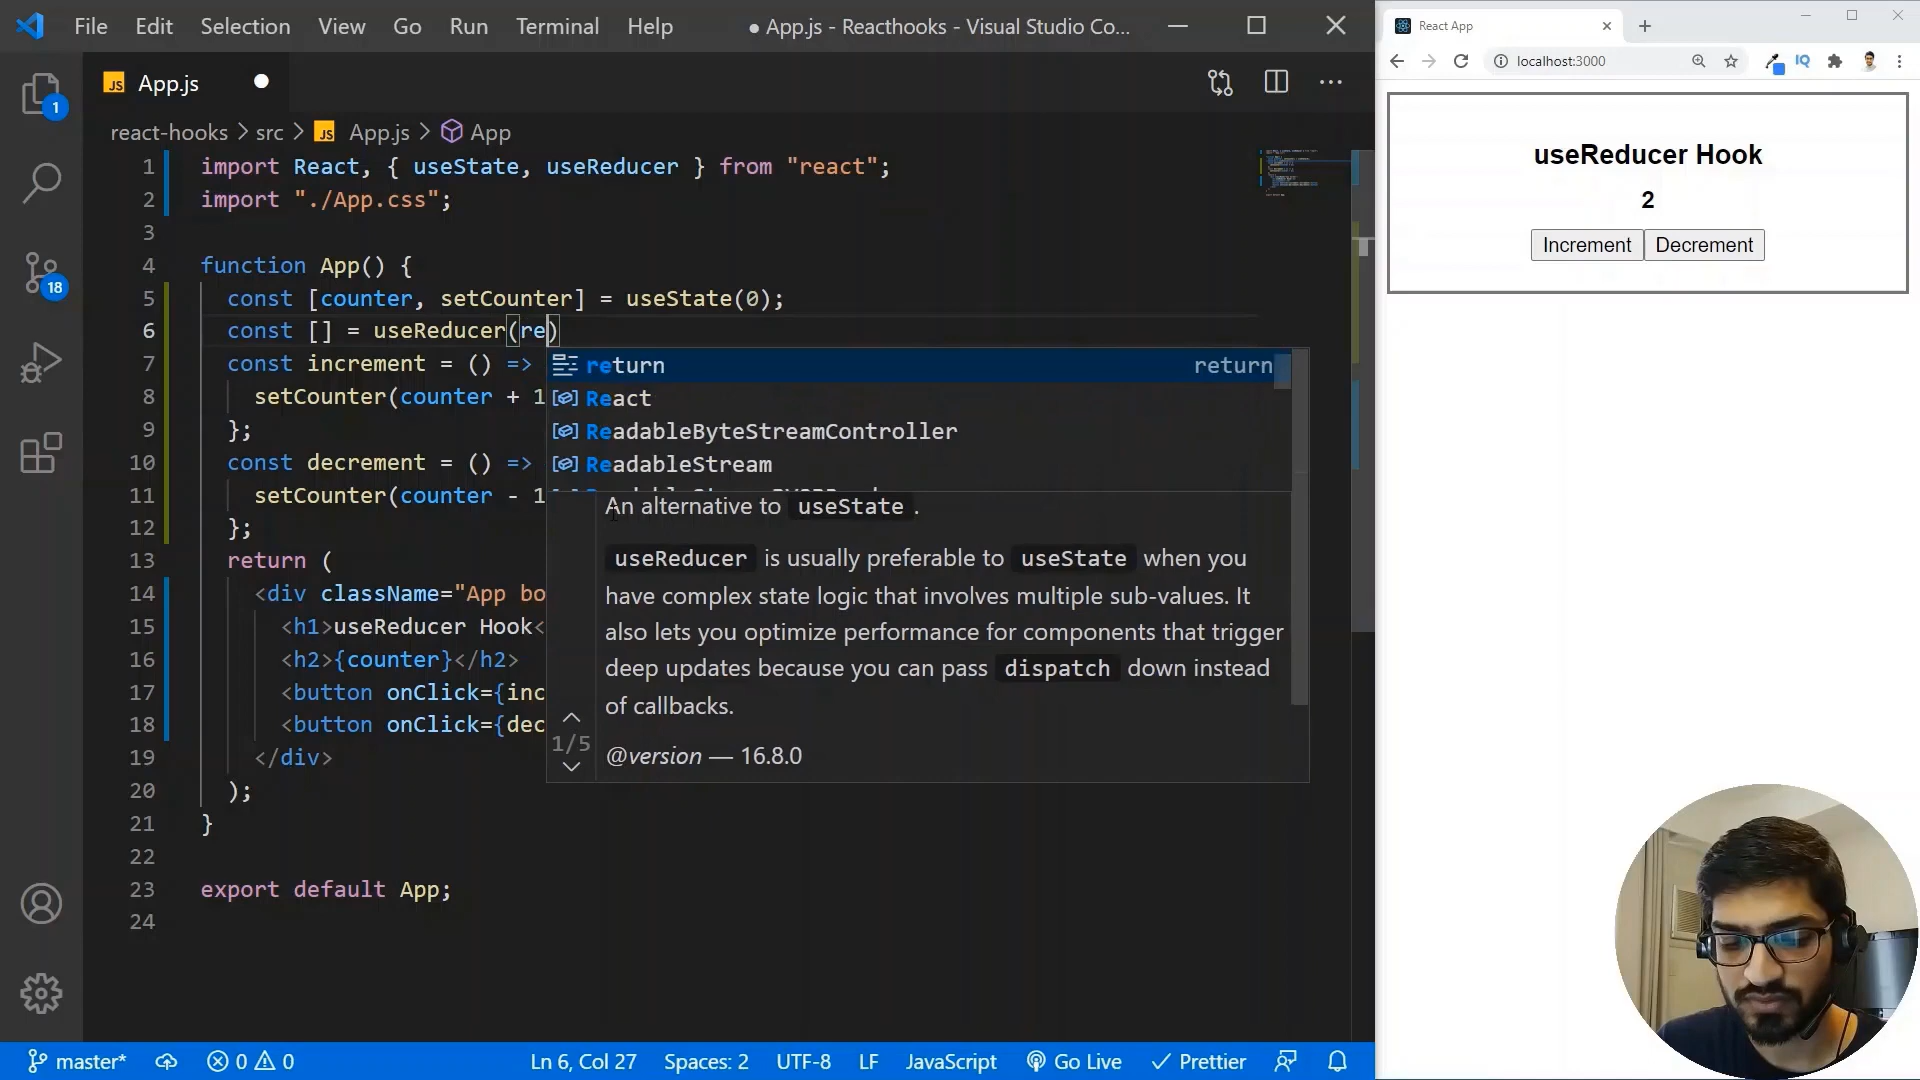 File Edit Selection View Go Run Terminal Help ● App.js - Reacthooks - Visual Studio Co...
JS App.js
react-hooks > src > JS App.js > App
1 import React, { useState, useReducer } from "react";
2 import "./App.css";
3
4 function App() {
5 const [counter, setCounter] = useState(0);
6 const [] = useReducer(re)
7 const increment = () =>
8 setCounter(counter + 1
9 };
10 const decrement = () =>
11 setCounter(counter - 1
12 };
13 return (
14 <div className="App bo
15 <h1>useReducer Hook<
16 <h2>{counter}</h2>
17 <button onClick={inc
18 <button onClick={dec
19 </div>
20 );
21 }
22
23 export default App;
24
return return
React
ReadableByteStreamController
ReadableStream
An alternative to useState .
useReducer is usually preferable to useState when you
have complex state logic that involves multiple sub-values. It
also lets you optimize performance for components that trigger
deep updates because you can pass dispatch down instead
of callbacks.
1/5
@version — 16.8.0
1
18
master* 0 0 Ln 6, Col 27 Spaces: 2 UTF-8 LF JavaScript Go Live Prettier
React App
localhost:3000 IQ
useReducer Hook
2
Increment Decrement